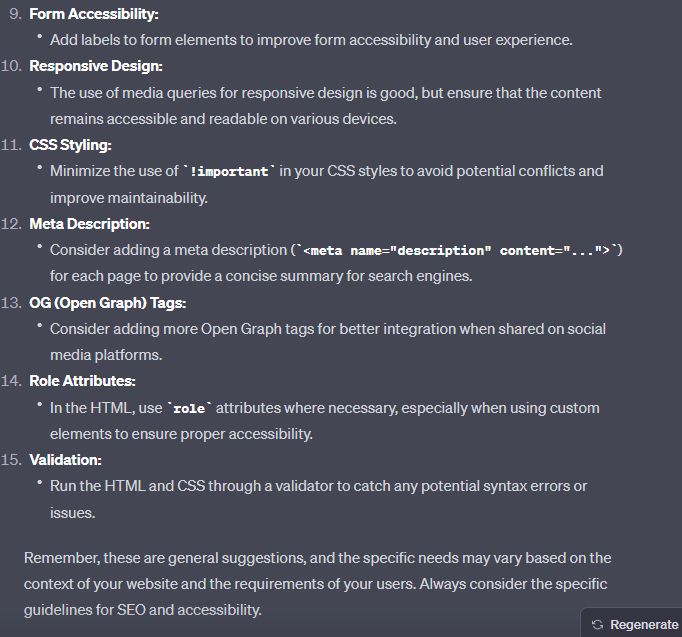 9. Form Accessibility:
• Add labels to form elements to improve form accessibility and user experience.
10. Responsive Design:
• The use of media queries for responsive design is good, but ensure that the content
remains accessible and readable on various devices.
11. CSS Styling:
• Minimize the use of `!important` in your CSS styles to avoid potential conflicts and
improve maintainability.
12. Meta Description:
• Consider adding a meta description (`<meta name="description" content="...">`)
for each page to provide a concise summary for search engines.
13. OG (Open Graph) Tags:
• Consider adding more Open Graph tags for better integration when shared on social
media platforms.
14. Role Attributes:
• In the HTML, use `role` attributes where necessary, especially when using custom
elements to ensure proper accessibility.
15. Validation:
• Run the HTML and CSS through a validator to catch any potential syntax errors or
issues.
Remember, these are general suggestions, and the specific needs may vary based on the
context of your website and the requirements of your users. Always consider the specific
guidelines for SEO and accessibility.
Regenerate